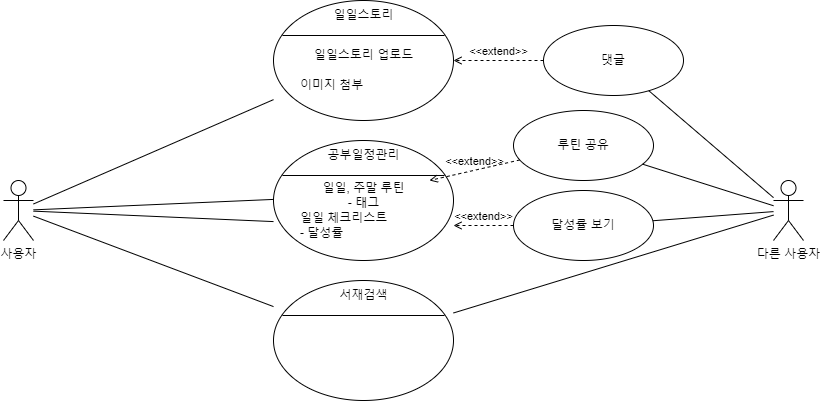 일일스토리
일일스토리 업로드
이미지 첨부
<<extend>>
댓글
공부일정관리
일일, 주말 루틴
- 태그
일일 체크리스트
- 달성률
<<extend>>
루틴 공유
<<extend>>
달성률 보기
사용자
다른 사용자
서재검색